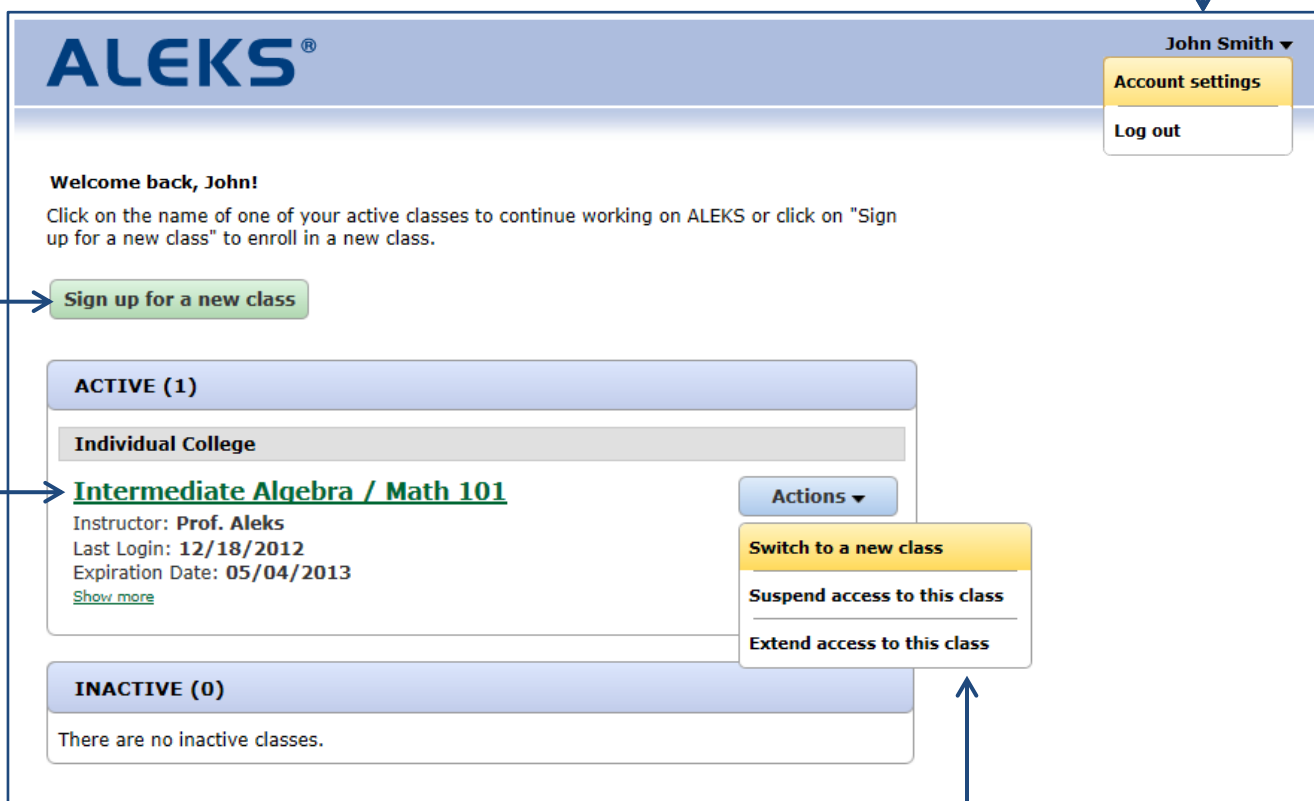 ALEKS®
John Smith
Account settings
Log out
Welcome back, John!
Click on the name of one of your active classes to continue working on ALEKS or click on "Sign
up for a new class" to enroll in a new class.
Sign up for a new class
ACTIVE (1)
Individual College
Intermediate Algebra / Math 101
Instructor: Prof. Aleks
Last Login: 12/18/2012
Expiration Date: 05/04/2013
Show more
Actions
Switch to a new class
Suspend access to this class
Extend access to this class
INACTIVE (0)
There are no inactive classes.